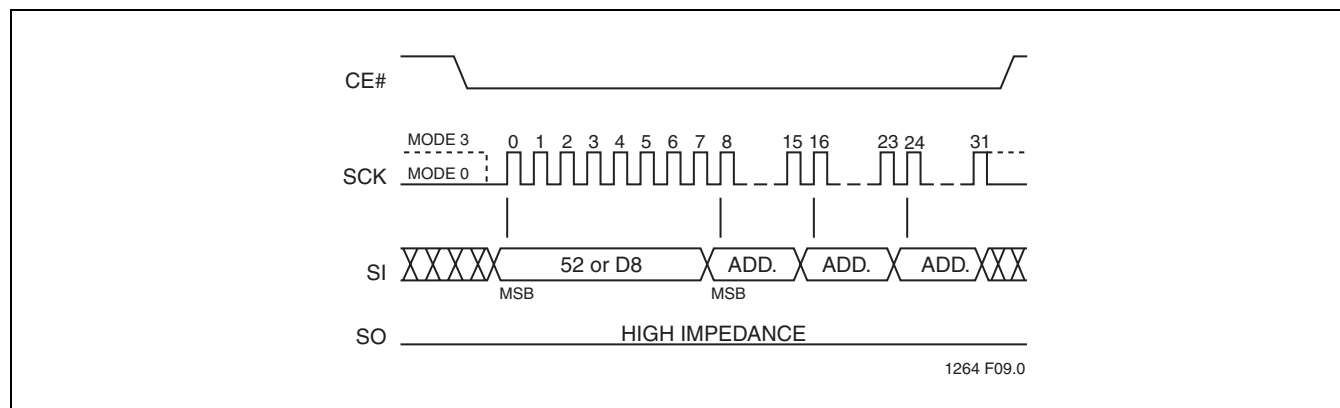 CE#
MODE 3
0 1 2 3 4 5 6 7 8 15 16 23 24 31
SCK
MODE 0
SI
52 or D8
ADD.
ADD.
ADD.
MSB
MSB
SO
HIGH IMPEDANCE
1264 F09.0